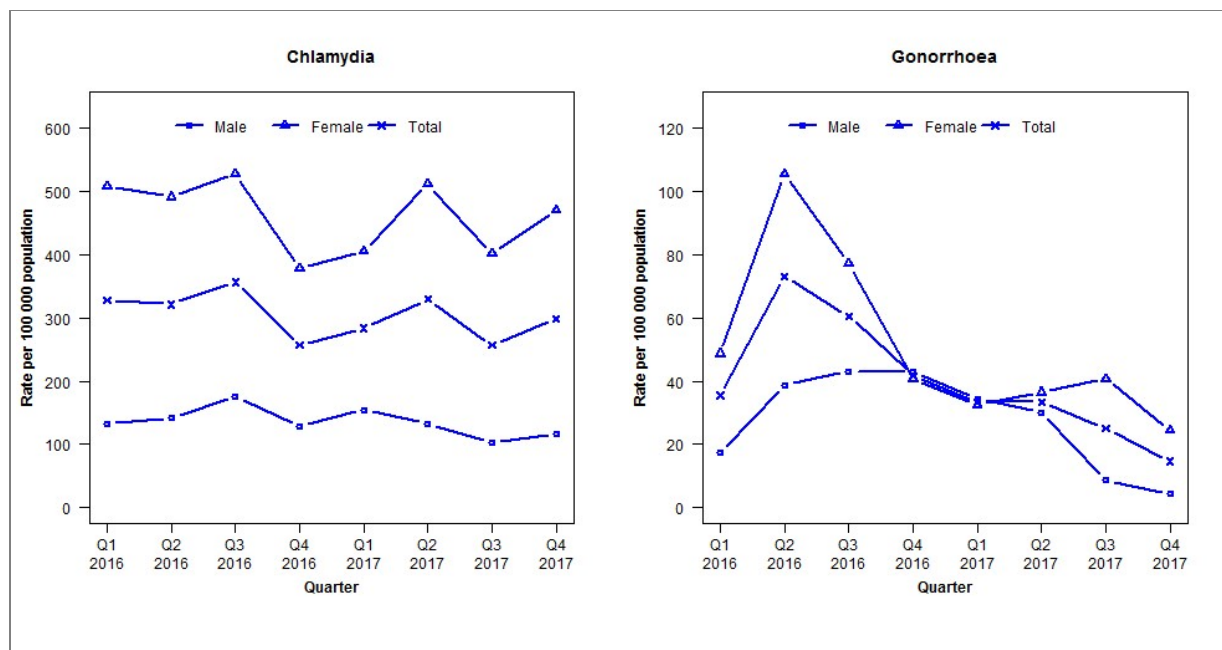 Chlamydia
Male Female Total
600
500
400
300
200
100
0
Rate per 100 000 population
Q1 Q2 Q3 Q4 Q1 Q2 Q3 Q4
2016 2016 2016 2016 2017 2017 2017 2017
Quarter
Gonorrhoea
Male Female Total
120
100
80
60
40
20
0
Rate per 100 000 population
Q1 Q2 Q3 Q4 Q1 Q2 Q3 Q4
2016 2016 2016 2016 2017 2017 2017 2017
Quarter